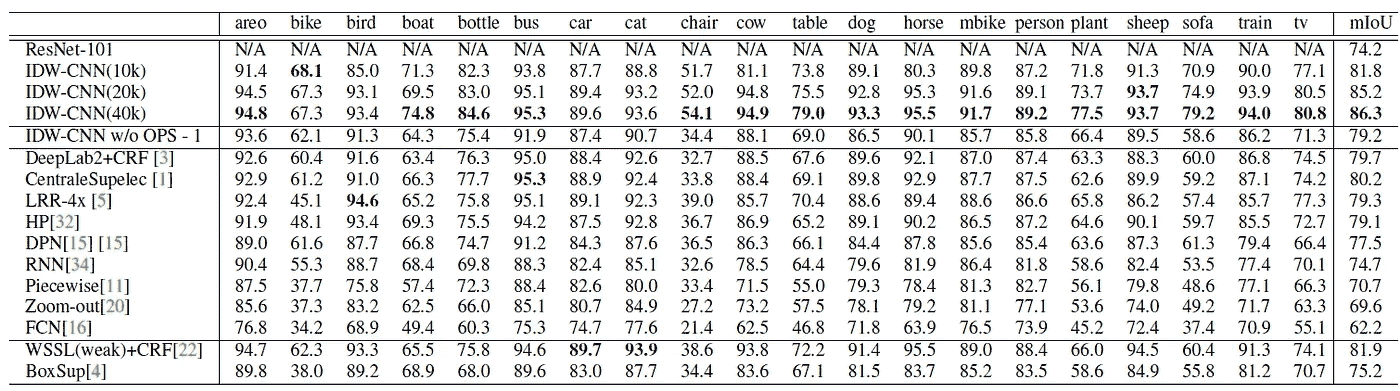 areo bike bird boat bottle bus car cat chair cow table dog horse mbike person plant sheep sofa train tv mIoU
ResNet-101 N/A N/A N/A N/A N/A N/A N/A N/A N/A N/A N/A N/A N/A N/A N/A N/A N/A N/A N/A N/A 74.2
IDW-CNN(10k) 91.4 68.1 85.0 71.3 82.3 93.8 87.7 88.8 51.7 81.1 73.8 89.1 80.3 89.8 87.2 71.8 91.3 70.9 90.0 77.1 81.8
IDW-CNN(20k) 94.5 67.3 93.1 69.5 83.0 95.1 89.4 93.2 52.0 94.8 75.5 92.8 95.3 91.6 89.1 73.7 93.7 74.9 93.9 80.5 85.2
IDW-CNN(40k) 94.8 67.3 93.4 74.8 84.6 95.3 89.6 93.6 54.1 94.9 79.0 93.3 95.5 91.7 89.2 77.5 93.7 79.2 94.0 80.8 86.3
IDW-CNN w/o OPS - 1 93.6 62.1 91.3 64.3 75.4 91.9 87.4 90.7 34.4 88.1 69.0 86.5 90.1 85.7 85.8 66.4 89.5 58.6 86.2 71.3 79.2
DeepLab2+CRF [3] 92.6 60.4 91.6 63.4 76.3 95.0 88.4 92.6 32.7 88.5 67.6 89.6 92.1 87.0 87.4 63.3 88.3 60.0 86.8 74.5 79.7
CentraleSupelec [1] 92.9 61.2 91.0 66.3 77.7 95.3 88.9 92.4 33.8 88.4 69.1 89.8 92.9 87.7 87.5 62.6 89.9 59.2 87.1 74.2 80.2
LRR-4x [5] 92.4 45.1 94.6 65.2 75.8 95.1 89.1 92.3 39.0 85.7 70.4 88.6 89.4 88.6 86.6 65.8 86.2 57.4 85.7 77.3 79.3
HP[32] 91.9 48.1 93.4 69.3 75.5 94.2 87.5 92.8 36.7 86.9 65.2 89.1 90.2 86.5 87.2 64.6 90.1 59.7 85.5 72.7 79.1
DPN[15] [15] 89.0 61.6 87.7 66.8 74.7 91.2 84.3 87.6 36.5 86.3 66.1 84.4 87.8 85.6 85.4 63.6 87.3 61.3 79.4 66.4 77.5
RNN[34] 90.4 55.3 88.7 68.4 69.8 88.3 82.4 85.1 32.6 78.5 64.4 79.6 81.9 86.4 81.8 58.6 82.4 53.5 77.4 70.1 74.7
Piecewise[11] 87.5 37.7 75.8 57.4 72.3 88.4 82.6 80.0 33.4 71.5 55.0 79.3 78.4 81.3 82.7 56.1 79.8 48.6 77.1 66.3 70.7
Zoom-out[20] 85.6 37.3 83.2 62.5 66.0 85.1 80.7 84.9 27.2 73.2 57.5 78.1 79.2 81.1 77.1 53.6 74.0 49.2 71.7 63.3 69.6
FCN[16] 76.8 34.2 68.9 49.4 60.3 75.3 74.7 77.6 21.4 62.5 46.8 71.8 63.9 76.5 73.9 45.2 72.4 37.4 70.9 55.1 62.2
WSSL(weak)+CRF[22] 94.7 62.3 93.3 65.5 75.8 94.6 89.7 93.9 38.6 93.8 72.2 91.4 95.5 89.0 88.4 66.0 94.5 60.4 91.3 74.1 81.9
BoxSup[4] 89.8 38.0 89.2 68.9 68.0 89.6 83.0 87.7 34.4 83.6 67.1 81.5 83.7 85.2 83.5 58.6 84.9 55.8 81.2 70.7 75.2